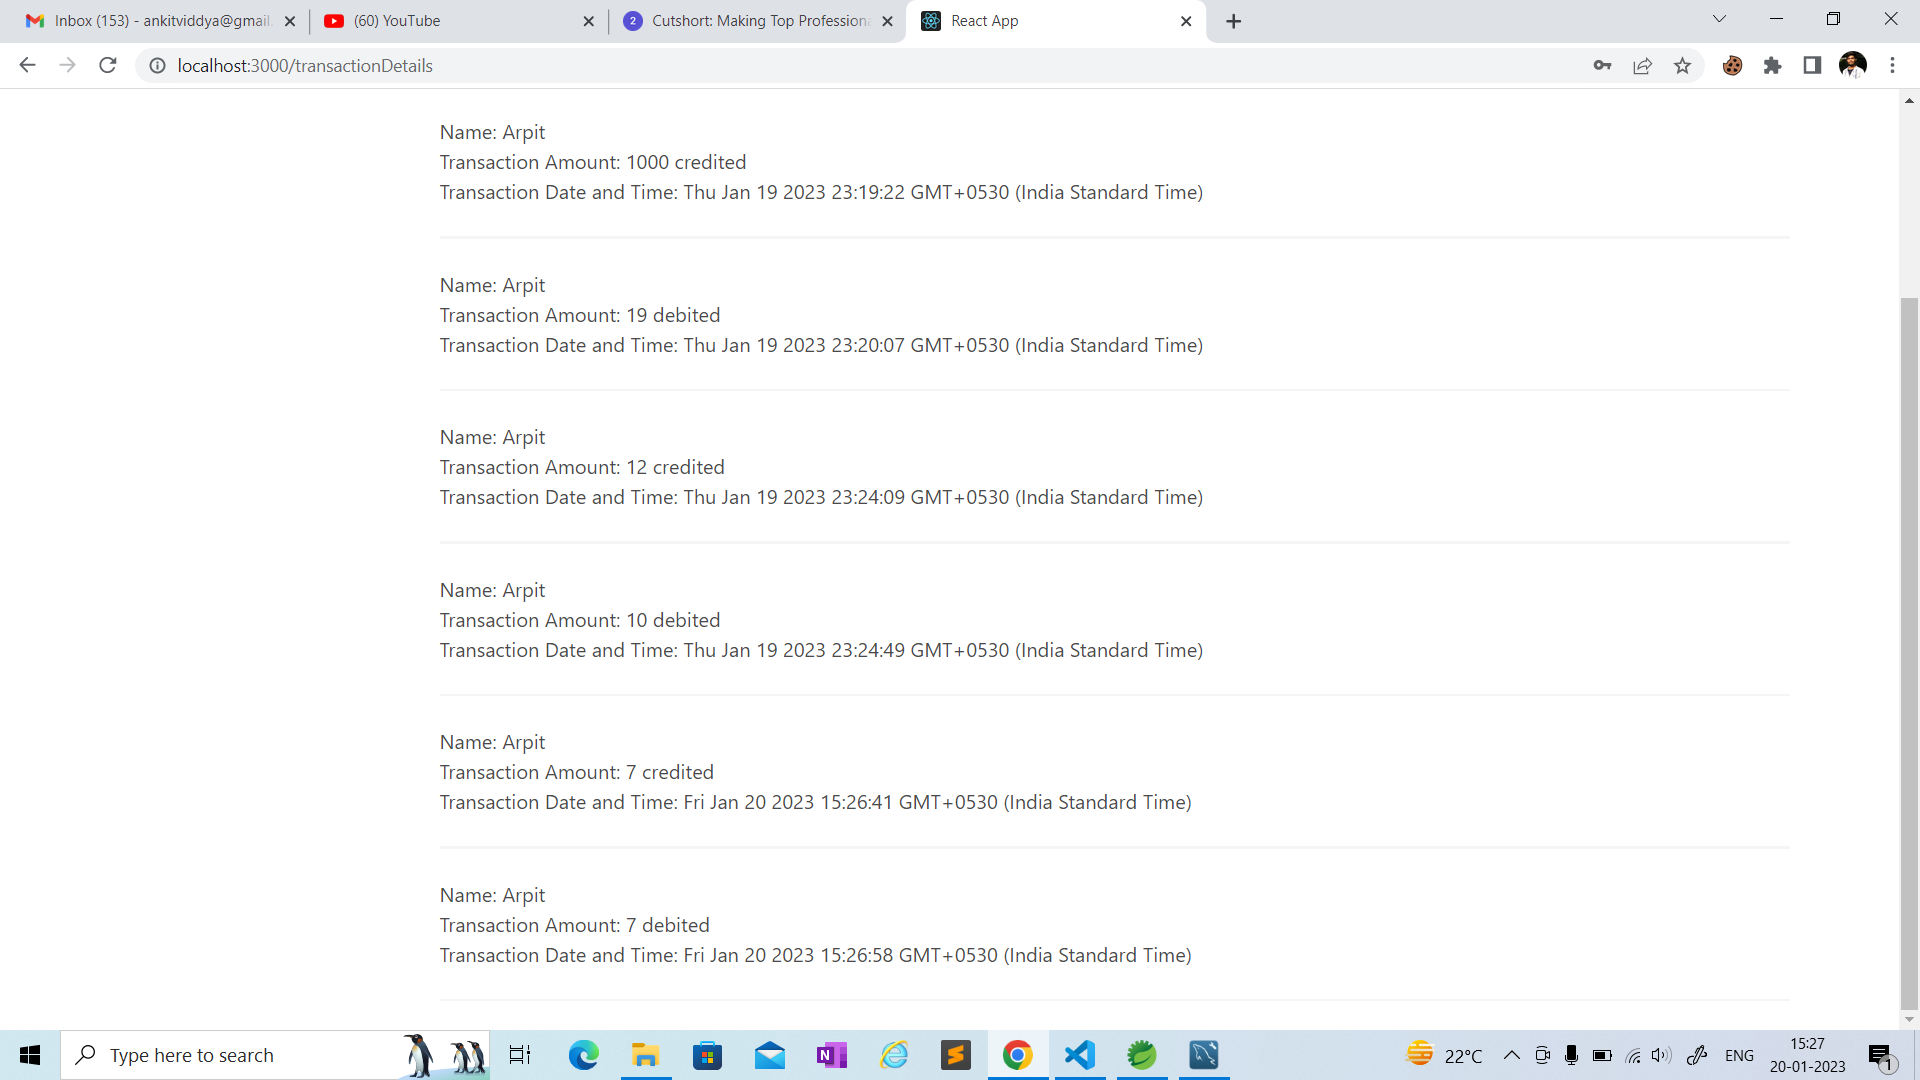 Inbox (153) - ankitviddya@gmail.
(60) YouTube
2 Cutshort: Making Top Professiona
React App
localhost:3000/transactionDetails
Name: Arpit
Transaction Amount: 1000 credited
Transaction Date and Time: Thu Jan 19 2023 23:19:22 GMT+0530 (India Standard Time)
Name: Arpit
Transaction Amount: 19 debited
Transaction Date and Time: Thu Jan 19 2023 23:20:07 GMT+0530 (India Standard Time)
Name: Arpit
Transaction Amount: 12 credited
Transaction Date and Time: Thu Jan 19 2023 23:24:09 GMT+0530 (India Standard Time)
Name: Arpit
Transaction Amount: 10 debited
Transaction Date and Time: Thu Jan 19 2023 23:24:49 GMT+0530 (India Standard Time)
Name: Arpit
Transaction Amount: 7 credited
Transaction Date and Time: Fri Jan 20 2023 15:26:41 GMT+0530 (India Standard Time)
Name: Arpit
Transaction Amount: 7 debited
Transaction Date and Time: Fri Jan 20 2023 15:26:58 GMT+0530 (India Standard Time)
Type here to search
N
22°C
ENG
15:27
20-01-2023
1